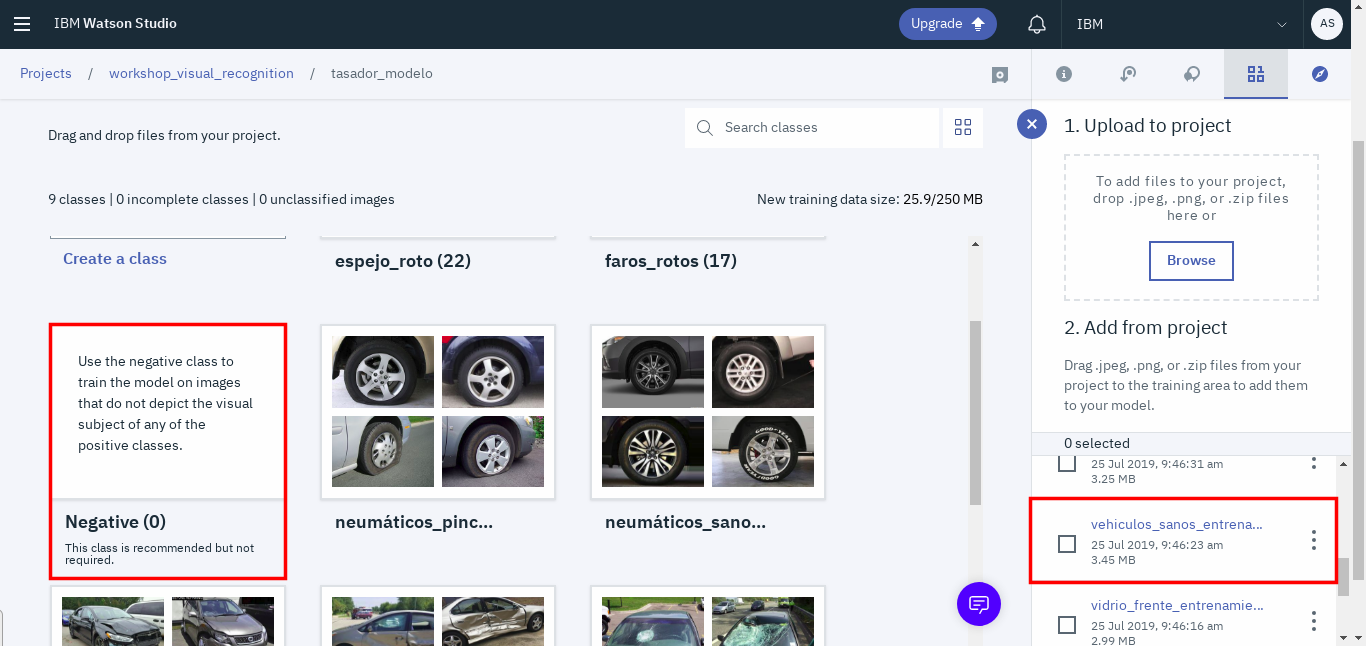 IBM Watson Studio
Upgrade
IBM
AS
Projects / workshop_visual_recognition / tasador_modelo
Drag and drop files from your project.
Search classes
9 classes | 0 incomplete classes | 0 unclassified images
New training data size: 25.9/250 MB
Create a class
espejo_roto (22)
faros_rotos (17)
Use the negative class to
train the model on images
that do not depict the visual
subject of any of the
positive classes.
Negative (0)
This class is recommended but not
required.
neumáticos_pinc...
neumáticos_sano...
1. Upload to project
To add files to your project,
drop .jpeg, .png, or .zip files
here or
Browse
2. Add from project
Drag .jpeg, .png, or .zip files from your
project to the training area to add them
to your model.
0 selected
25 Jul 2019, 9:46:31 am
3.25 MB
vehiculos_sanos_entrena...
25 Jul 2019, 9:46:23 am
3.45 MB
vidrio_frente_entrenamie...
25 Jul 2019, 9:46:16 am
2.99 MB